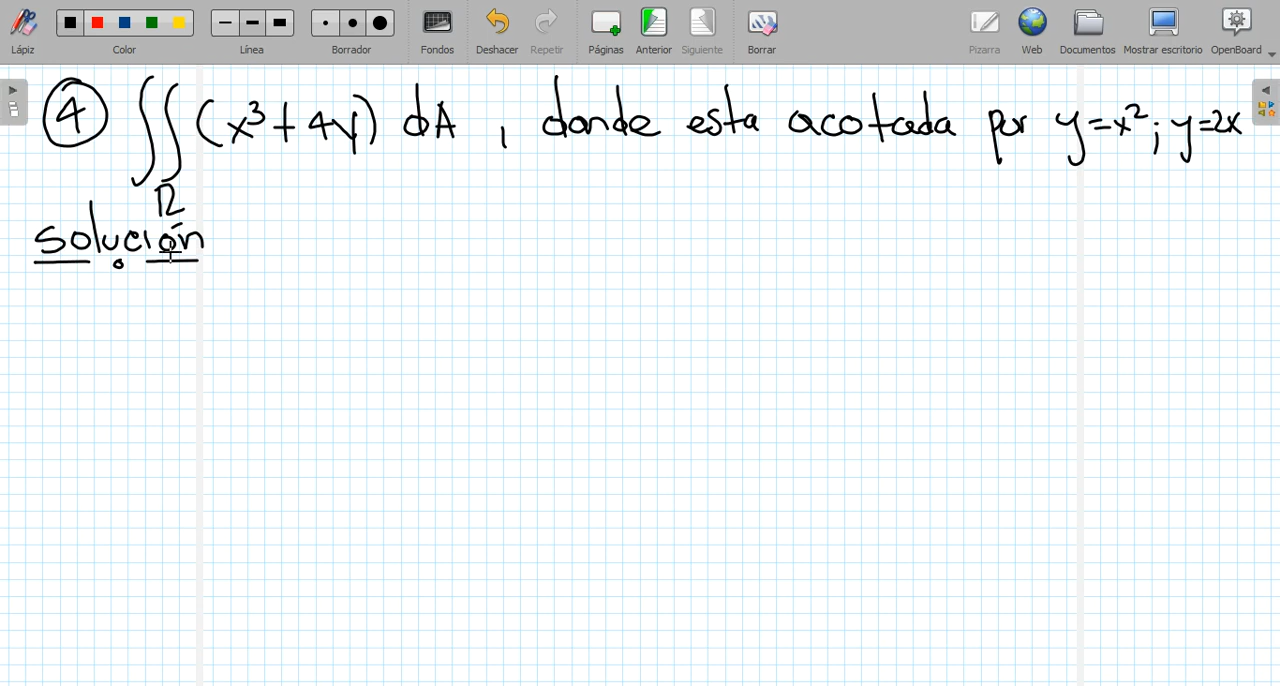 Lápiz Color Línea Borrador Fondos Deshacer Repetir Páginas Anterior Siguiente Borrar Pizarra Web Documentos Mostrar escritorio OpenBoard
④ ∬ (x³ + 4y) dA , donde esta acotada por y=x² ; y=2x
R
Solución